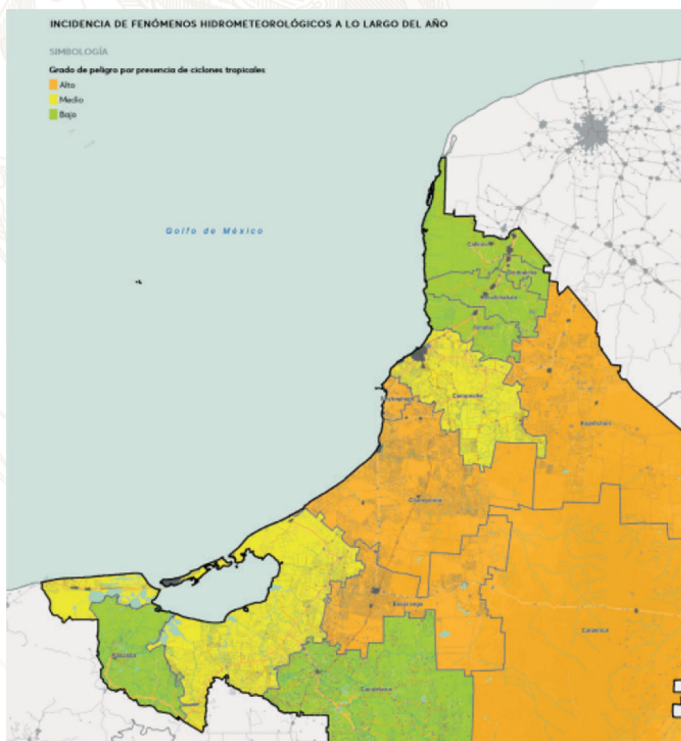 INCIDENCIA DE FENÓMENOS HIDROMETEOROLÓGICOS A LO LARGO DEL AÑO
SIMBOLOGÍA
Grado de peligro por presencia de ciclones tropicales
Alto
Medio
Bajo
Golfo de México
Campeche
Champotón
Escárcega
Candelaria
Calakmul